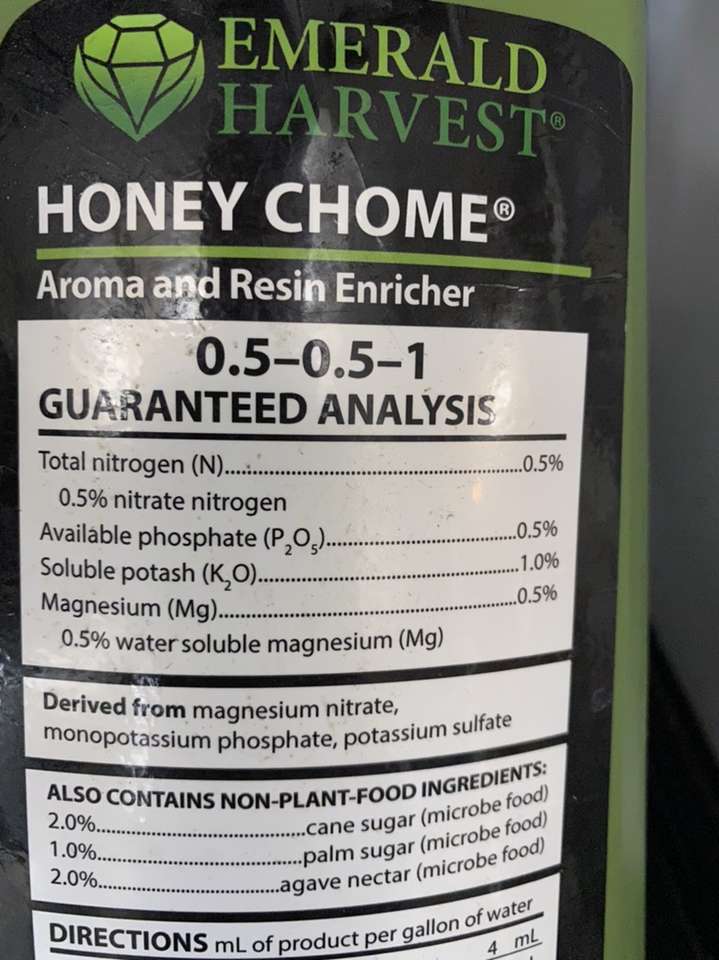 EMERALD
HARVEST®
HONEY CHOME®
Aroma and Resin Enricher
0.5–0.5–1
GUARANTEED ANALYSIS
Total nitrogen (N)....................................................0.5%
0.5% nitrate nitrogen
Available phosphate (P₂O₅)...............................0.5%
Soluble potash (K₂O)..........................................1.0%
Magnesium (Mg)................................................0.5%
0.5% water soluble magnesium (Mg)
Derived from magnesium nitrate,
monopotassium phosphate, potassium sulfate
ALSO CONTAINS NON-PLANT-FOOD INGREDIENTS:
2.0%....................................cane sugar (microbe food)
1.0%...................................palm sugar (microbe food)
2.0%...............................agave nectar (microbe food)
DIRECTIONS mL of product per gallon of water
4 mL